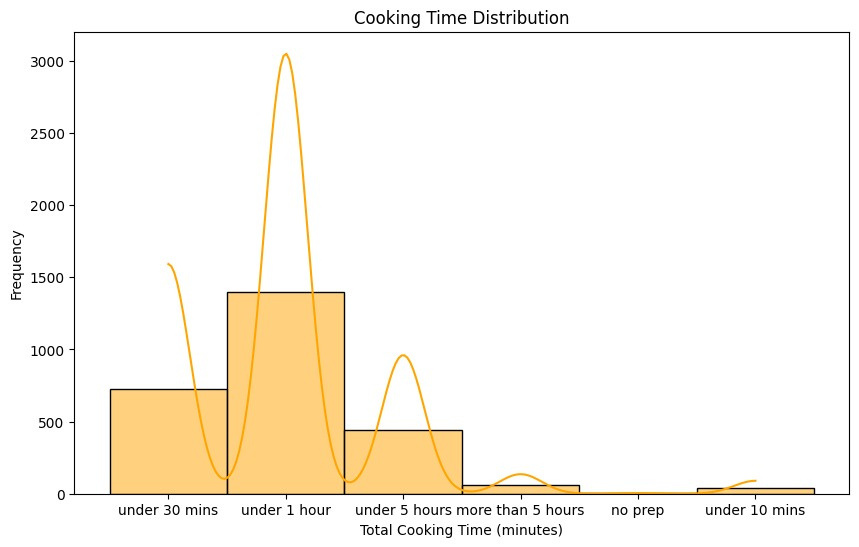 Cooking Time Distribution
3000
2500
2000
1500
1000
500
0
Frequency
under 30 mins under 1 hour under 5 hours more than 5 hours no prep under 10 mins
Total Cooking Time (minutes)